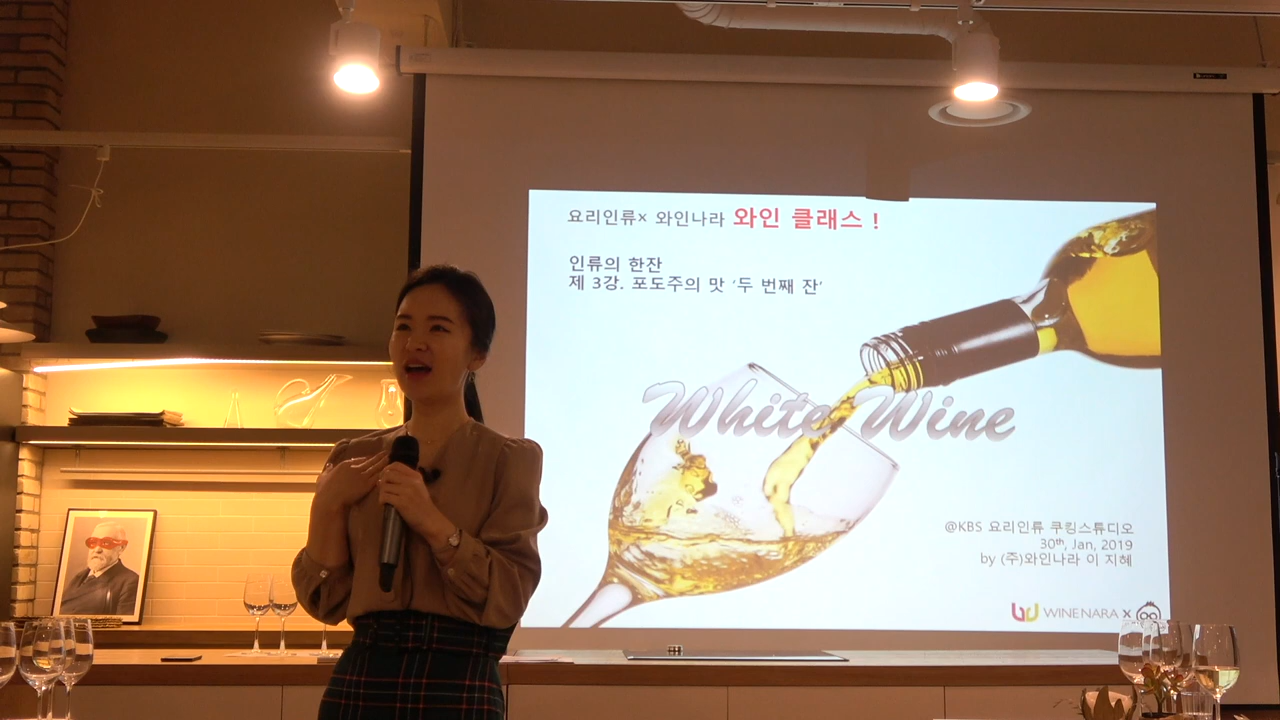 요리인류× 와인나라 와인 클래스 !
인류의 한잔
제 3강. 포도주의 맛 '두 번째 잔'
White Wine
@KBS 요리인류 쿠킹스튜디오
30th, Jan, 2019
by (주)와인나라 이 지혜
WINENARA ×